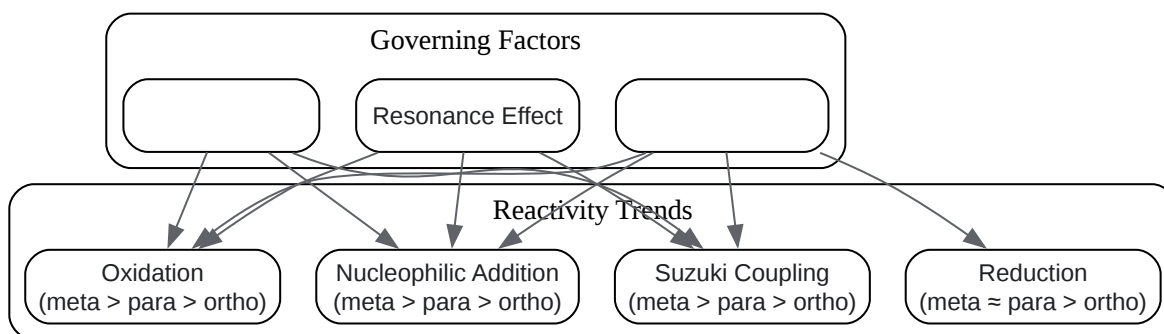 Governing Factors
Resonance Effect
Reactivity Trends
Oxidation
(meta > para > ortho)
Nucleophilic Addition
(meta > para > ortho)
Suzuki Coupling
(meta > para > ortho)
Reduction
(meta ≈ para > ortho)